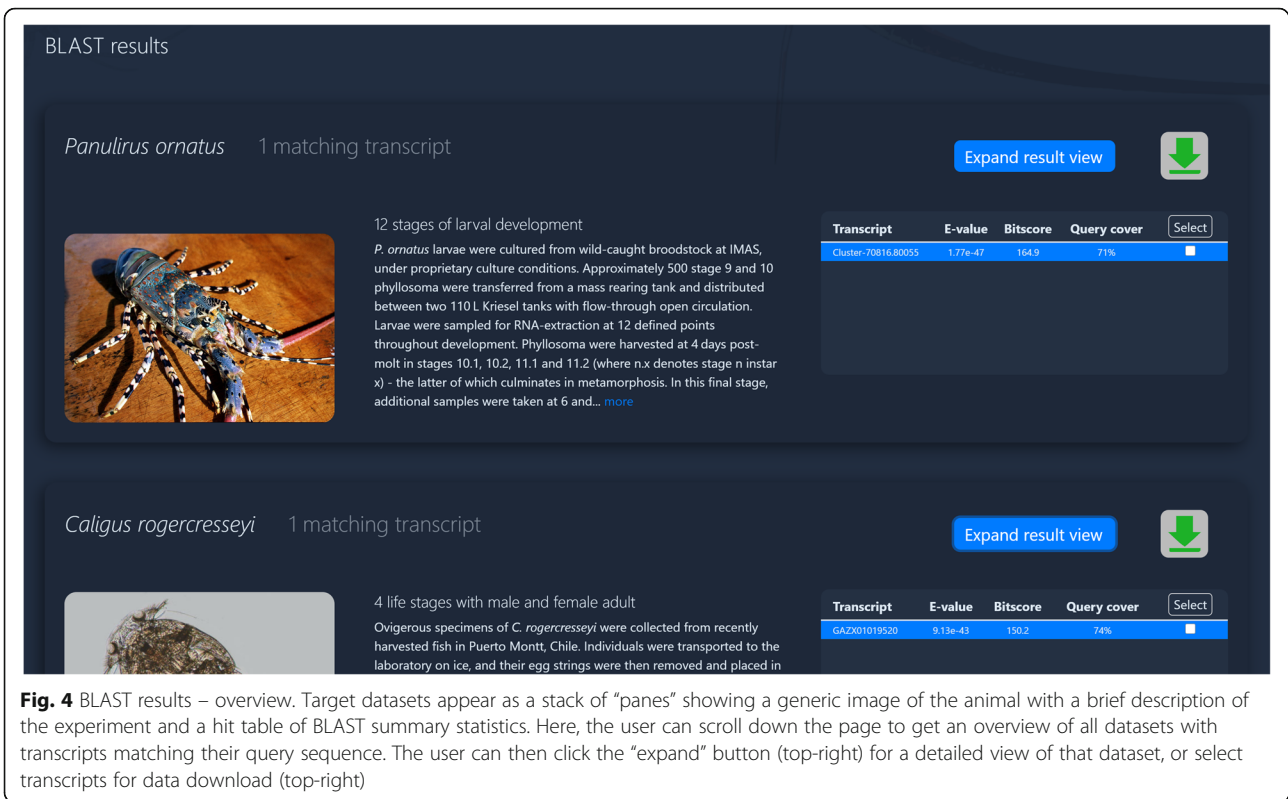 BLAST results
Panulirus ornatus 1 matching transcript
Expand result view
12 stages of larval development
P. ornatus larvae were cultured from wild-caught broodstock at IMAS,
under proprietary culture conditions. Approximately 500 stage 9 and 10
phyllosoma were transferred from a mass rearing tank and distributed
between two 110 L Kriesel tanks with flow-through open circulation.
Larvae were sampled for RNA-extraction at 12 defined points
throughout development. Phyllosoma were harvested at 4 days post-
molt in stages 10.1, 10.2, 11.1 and 11.2 (where n.x denotes stage n instar
x) - the latter of which culminates in metamorphosis. In this final stage,
additional samples were taken at 6 and... more
Transcript E-value Bitscore Query cover Select
Cluster-70816.80055 1.77e-47 164.9 71%
Caligus rogercresseyi 1 matching transcript
Expand result view
4 life stages with male and female adult
Ovigerous specimens of C. rogercresseyi were collected from recently
harvested fish in Puerto Montt, Chile. Individuals were transported to the
laboratory on ice, and their egg strings were then removed and placed in
Transcript E-value Bitscore Query cover Select
GAZX01019520 9.13e-43 150.2 74%
Fig. 4 BLAST results – overview. Target datasets appear as a stack of “panes” showing a generic image of the animal with a brief description of
the experiment and a hit table of BLAST summary statistics. Here, the user can scroll down the page to get an overview of all datasets with
transcripts matching their query sequence. The user can then click the “expand” button (top-right) for a detailed view of that dataset, or select
transcripts for data download (top-right)